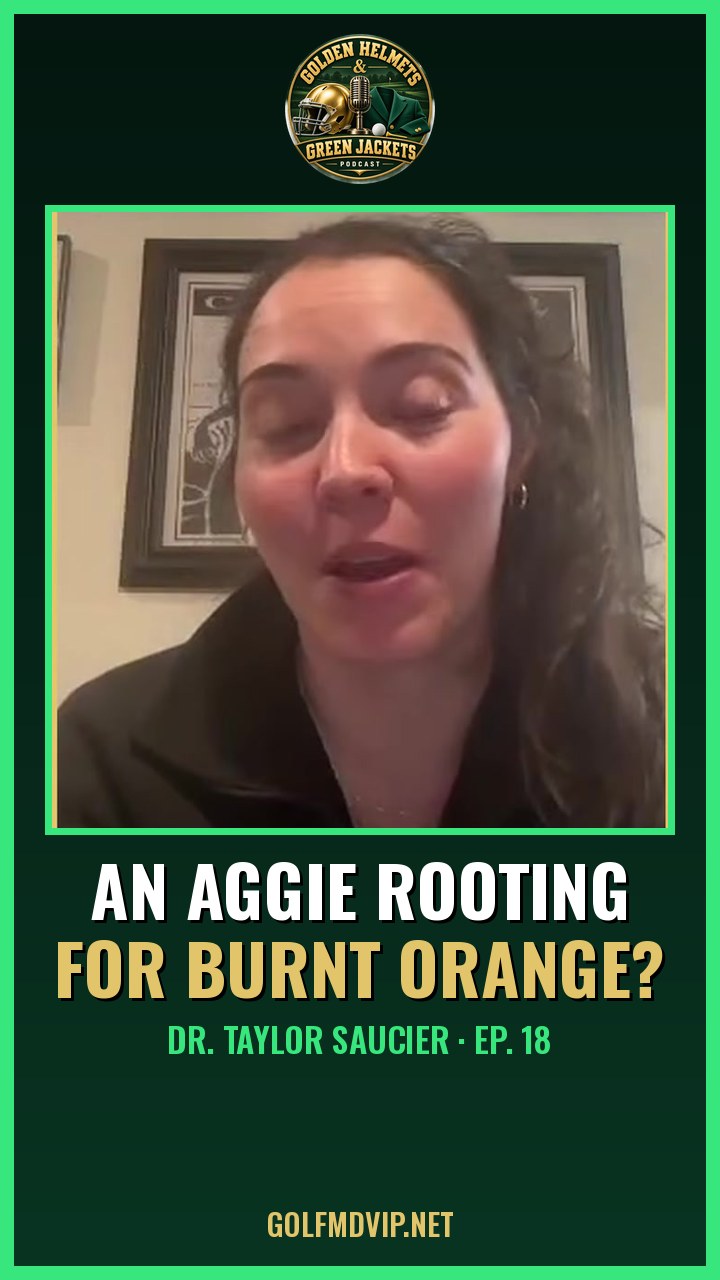 GOLDEN HELMETS
&
GREEN JACKETS
PODCAST
AN AGGIE ROOTING
FOR BURNT ORANGE?
DR. TAYLOR SAUCIER · EP. 18
GOLFMDVIP.NET